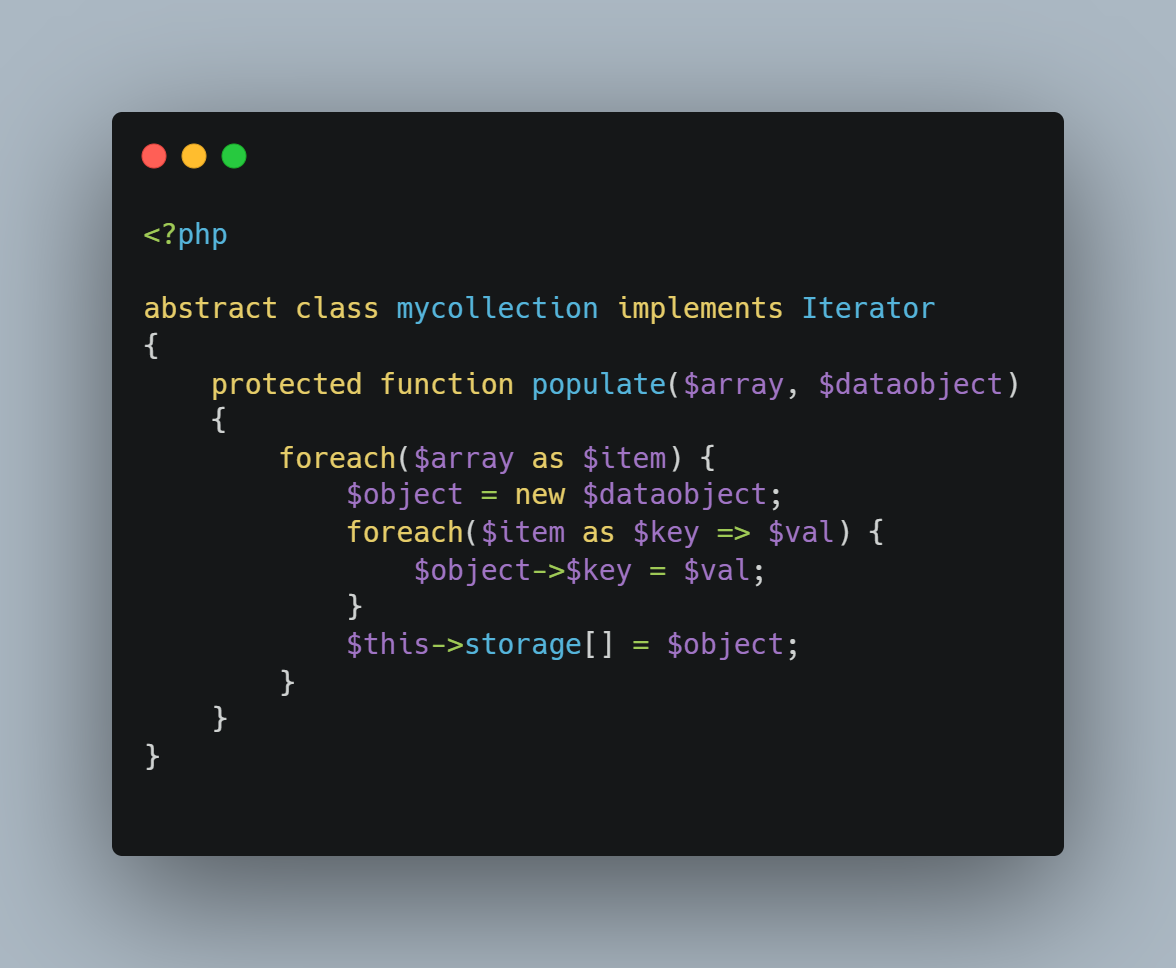 <?php
abstract class mycollection implements Iterator
{
    protected function populate($array, $dataobject)
    {
        foreach($array as $item) {
            $object = new $dataobject;
            foreach($item as $key => $val) {
                $object->$key = $val;
            }
            $this->storage[] = $object;
        }
    }
}